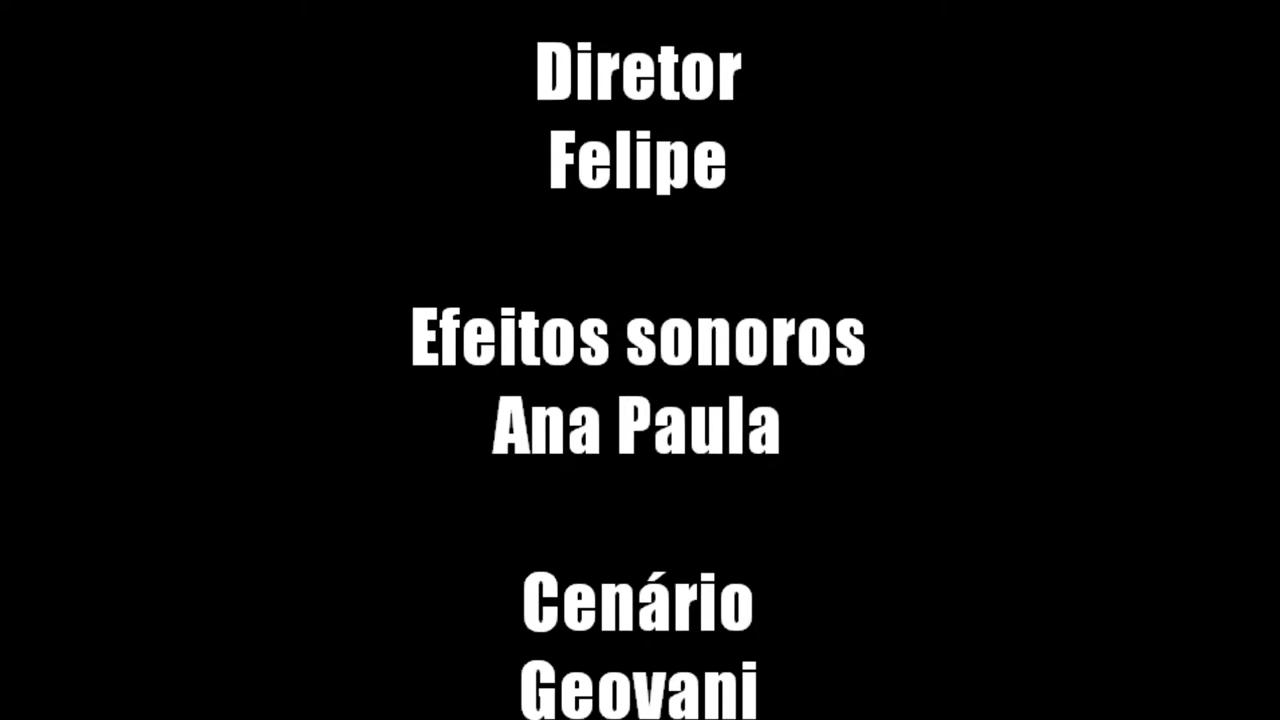 Diretor
Felipe
Efeitos sonoros
Ana Paula
Cenário
Geovani